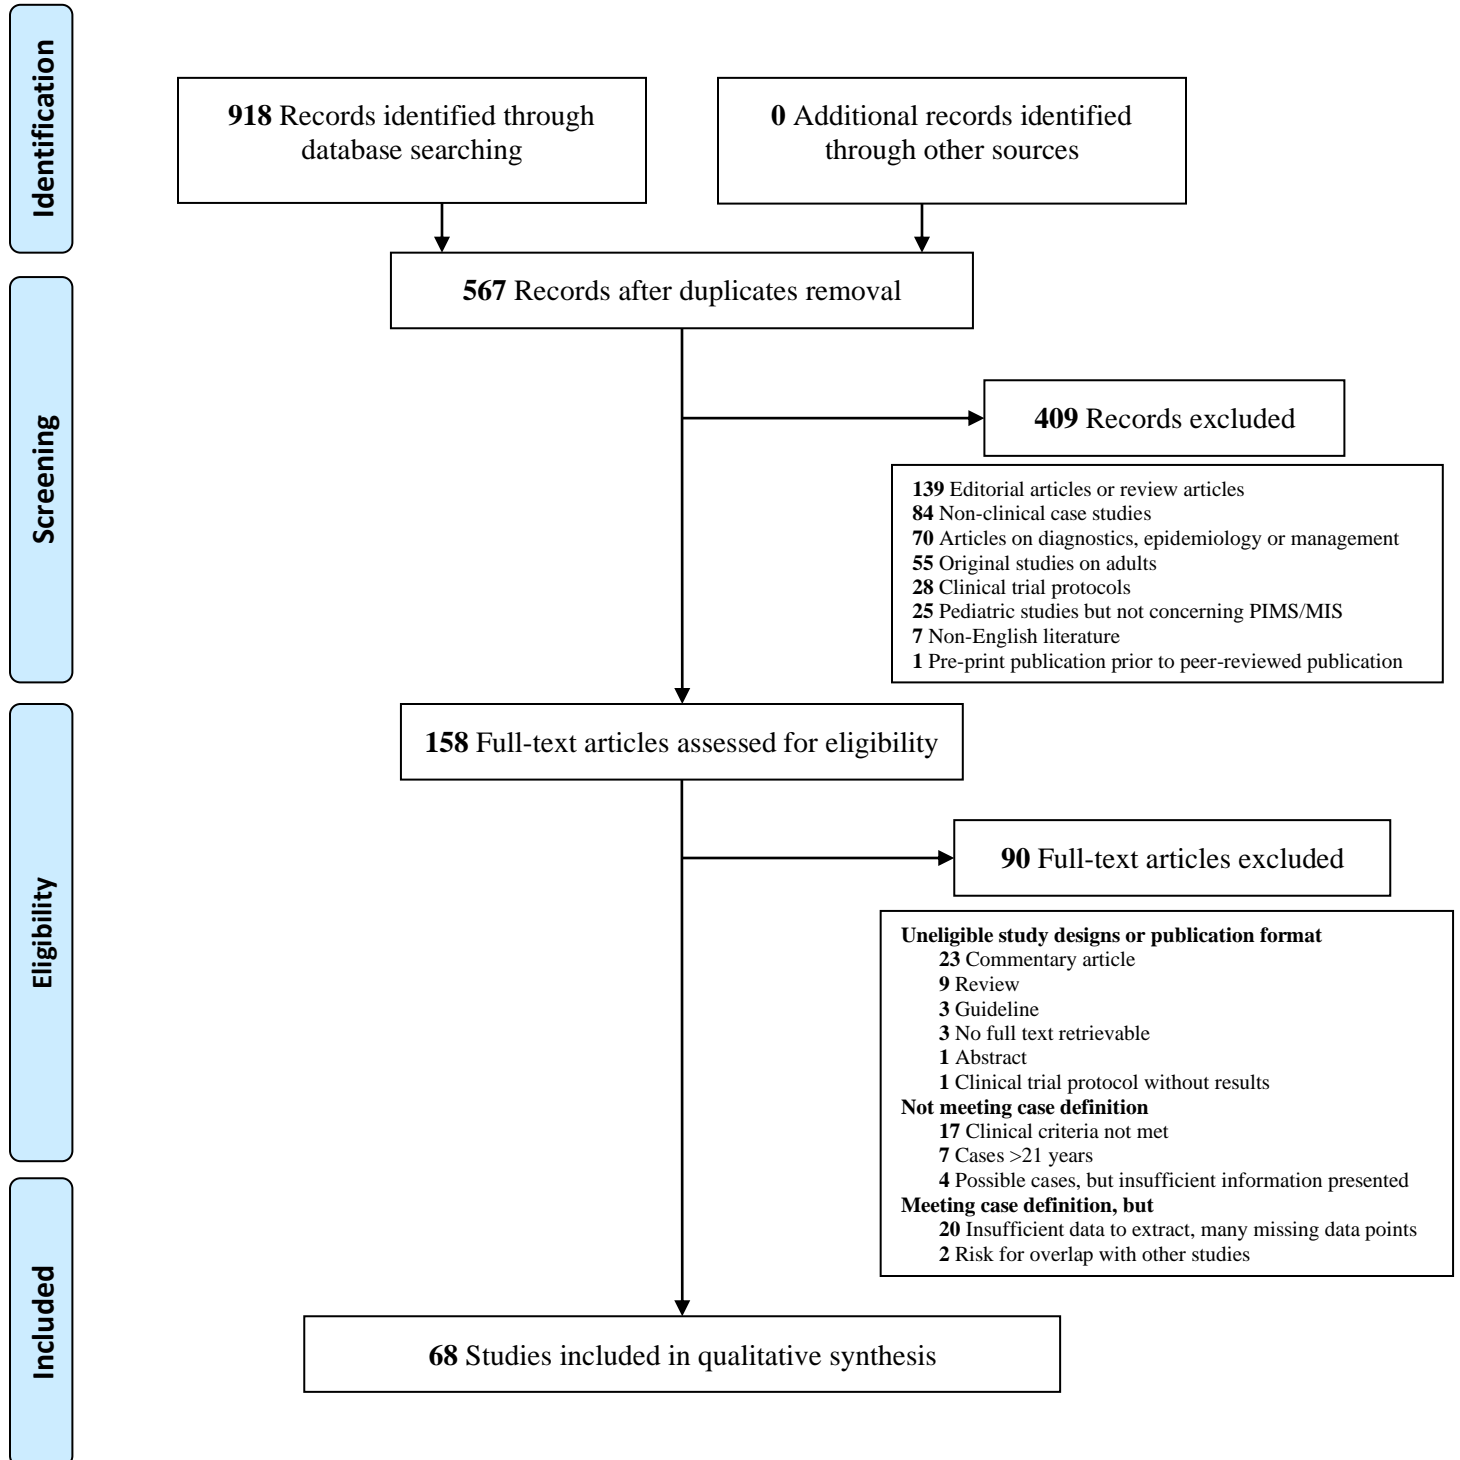 Identification
918 Records identified through
database searching
0 Additional records identified
through other sources
567 Records after duplicates removal
Screening
409 Records excluded
139 Editorial articles or review articles
84 Non-clinical case studies
70 Articles on diagnostics, epidemiology or management
55 Original studies on adults
28 Clinical trial protocols
25 Pediatric studies but not concerning PIMS/MIS
7 Non-English literature
1 Pre-print publication prior to peer-reviewed publication
158 Full-text articles assessed for eligibility
Eligibility
90 Full-text articles excluded
Uneligible study designs or publication format
23 Commentary article
9 Review
3 Guideline
3 No full text retrievable
1 Abstract
1 Clinical trial protocol without results
Not meeting case definition
17 Clinical criteria not met
7 Cases >21 years
4 Possible cases, but insufficient information presented
Meeting case definition, but
20 Insufficient data to extract, many missing data points
2 Risk for overlap with other studies
Included
68 Studies included in qualitative synthesis